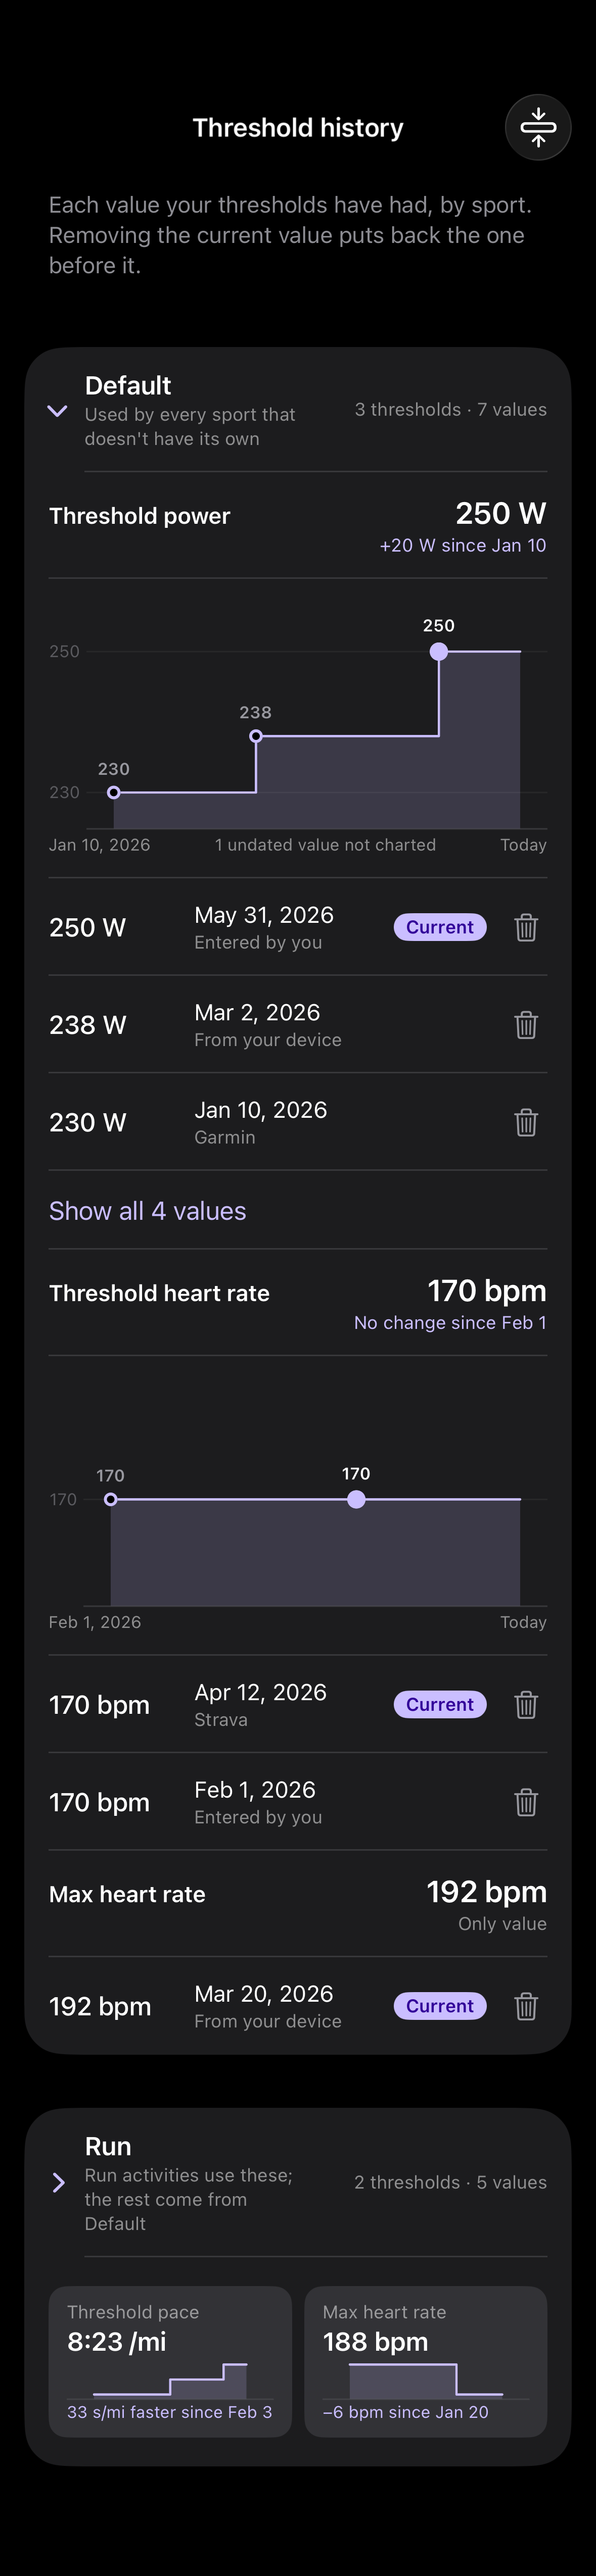 Threshold history
Each value your thresholds have had, by sport.
Removing the current value puts back the one
before it.
Default
Used by every sport that
doesn't have its own
3 thresholds · 7 values
Threshold power
250 W
+20 W since Jan 10
250
250
238
230
230
Jan 10, 2026
1 undated value not charted
Today
250 W
May 31, 2026
Entered by you
Current
238 W
Mar 2, 2026
From your device
230 W
Jan 10, 2026
Garmin
Show all 4 values
Threshold heart rate
170 bpm
No change since Feb 1
170
170
170
Feb 1, 2026
Today
170 bpm
Apr 12, 2026
Strava
Current
170 bpm
Feb 1, 2026
Entered by you
Max heart rate
192 bpm
Only value
192 bpm
Mar 20, 2026
From your device
Current
Run
Run activities use these;
the rest come from
Default
2 thresholds · 5 values
Threshold pace
8:23 /mi
33 s/mi faster since Feb 3
Max heart rate
188 bpm
−6 bpm since Jan 20